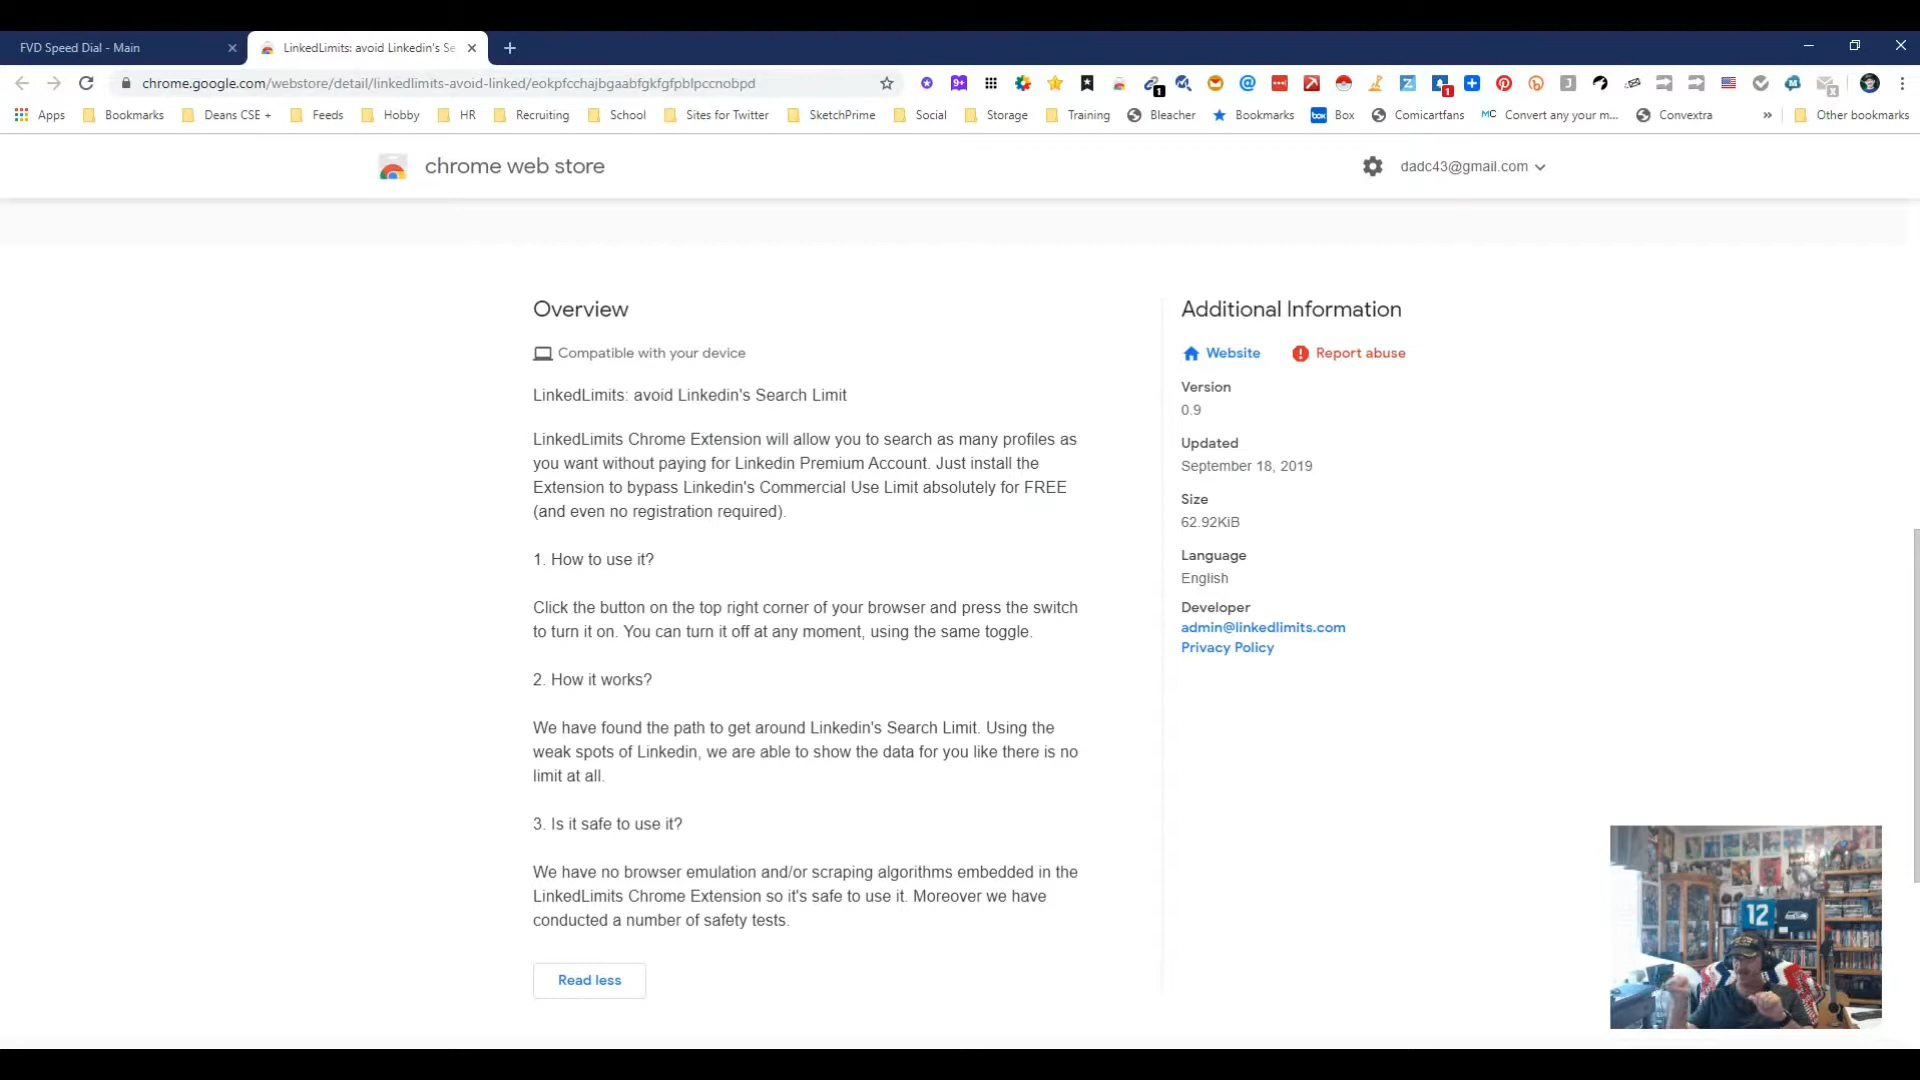 FVD Speed Dial - Main
LinkedLimits: avoid Linkedin's Se
chrome.google.com/webstore/detail/linkedlimits-avoid-linked/eokpfcchajbgaabfgkfgfpblpccnobpd
Apps
Bookmarks
Deans CSE +
Feeds
Hobby
HR
Recruiting
School
Sites for Twitter
SketchPrime
Social
Storage
Training
Bleacher
Bookmarks
box
Box
Comicartfans
MC
Convert any your m...
Convextra
»
Other bookmarks
chrome web store
dadc43@gmail.com
Overview
Compatible with your device
LinkedLimits: avoid Linkedin's Search Limit
LinkedLimits Chrome Extension will allow you to search as many profiles as
you want without paying for Linkedin Premium Account. Just install the
Extension to bypass Linkedin's Commercial Use Limit absolutely for FREE
(and even no registration required).
1. How to use it?
Click the button on the top right corner of your browser and press the switch
to turn it on. You can turn it off at any moment, using the same toggle.
2. How it works?
We have found the path to get around Linkedin's Search Limit. Using the
weak spots of Linkedin, we are able to show the data for you like there is no
limit at all.
3. Is it safe to use it?
We have no browser emulation and/or scraping algorithms embedded in the
LinkedLimits Chrome Extension so it's safe to use it. Moreover we have
conducted a number of safety tests.
Read less
Additional Information
Website
Report abuse
Version
0.9
Updated
September 18, 2019
Size
62.92KiB
Language
English
Developer
admin@linkedlimits.com
Privacy Policy
12